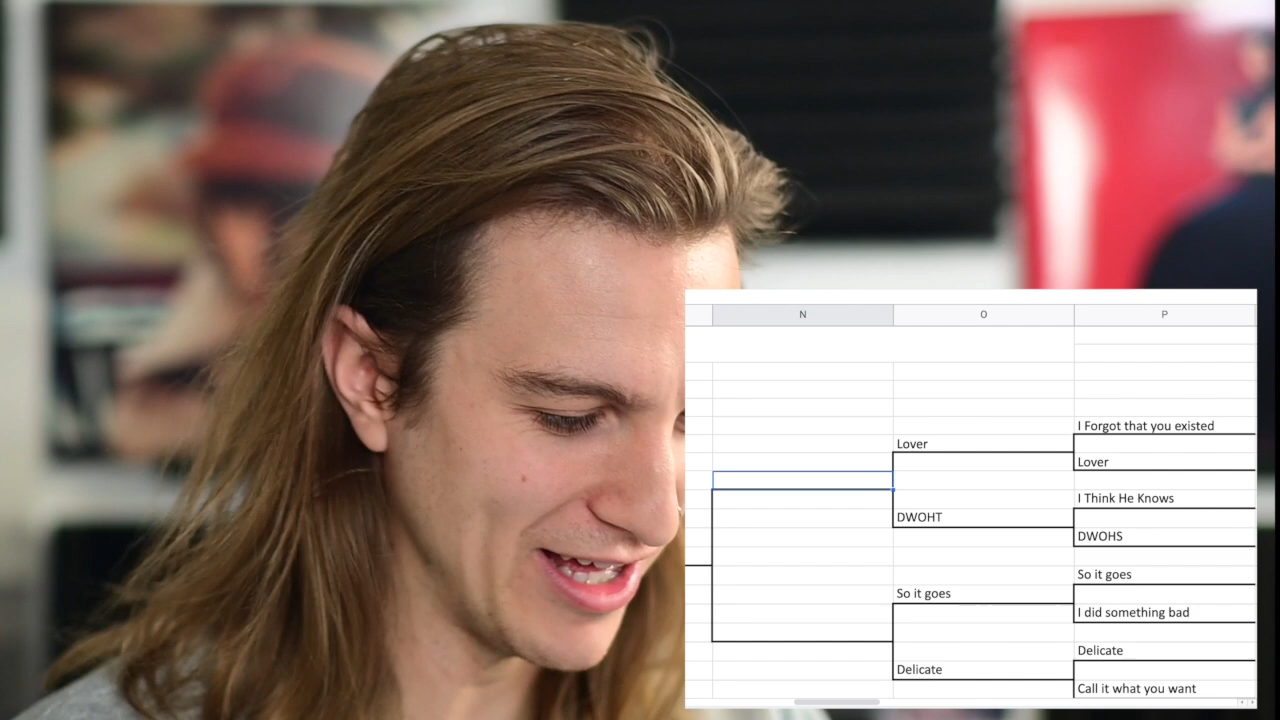 N O P
I Forgot that you existed
Lover
Lover
I Think He Knows
DWOHT
DWOHS
So it goes
So it goes
I did something bad
Delicate
Delicate
Call it what you want